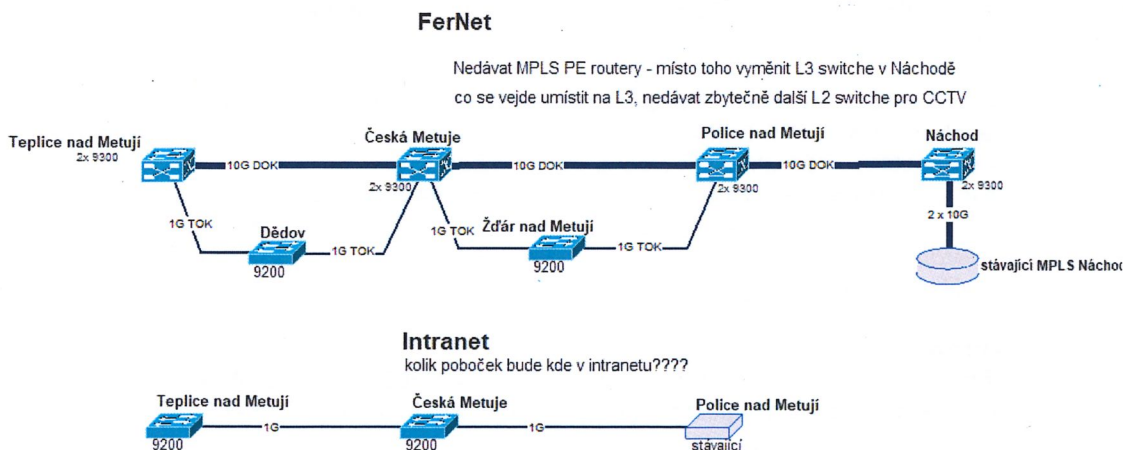 FerNet
Nedávat MPLS PE routery - místo toho vyměnit L3 switche v Náchodě
co se vejde umístit na L3, nedávat zbytečně další L2 switche pro CCTV
Teplice nad Metují
2x 9300
Česká Metuje
2x 9300
Police nad Metují
2x 9300
Náchod
2x 9300
10G DOK
10G DOK
10G DOK
1G TOK
Dědov
9200
1G TOK
1G TOK
Žďár nad Metují
9200
1G TOK
2 x 10G
stávající MPLS Náchod
Intranet
kolik poboček bude kde v intranetu????
Teplice nad Metují
9200
1G
Česká Metuje
9200
1G
Police nad Metují
stávající